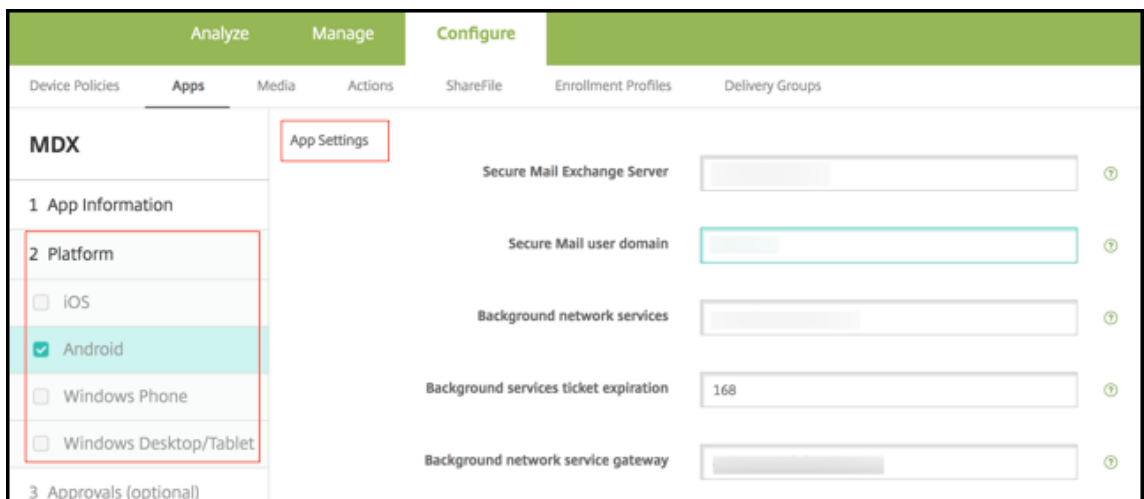 Analyze Manage Configure
Device Policies Apps Media Actions ShareFile Enrollment Profiles Delivery Groups
MDX
1 App Information
2 Platform
iOS
Android
Windows Phone
Windows Desktop/Tablet
3 Approvals (optional)
App Settings
Secure Mail Exchange Server
Secure Mail user domain
Background network services
Background services ticket expiration 168
Background network service gateway